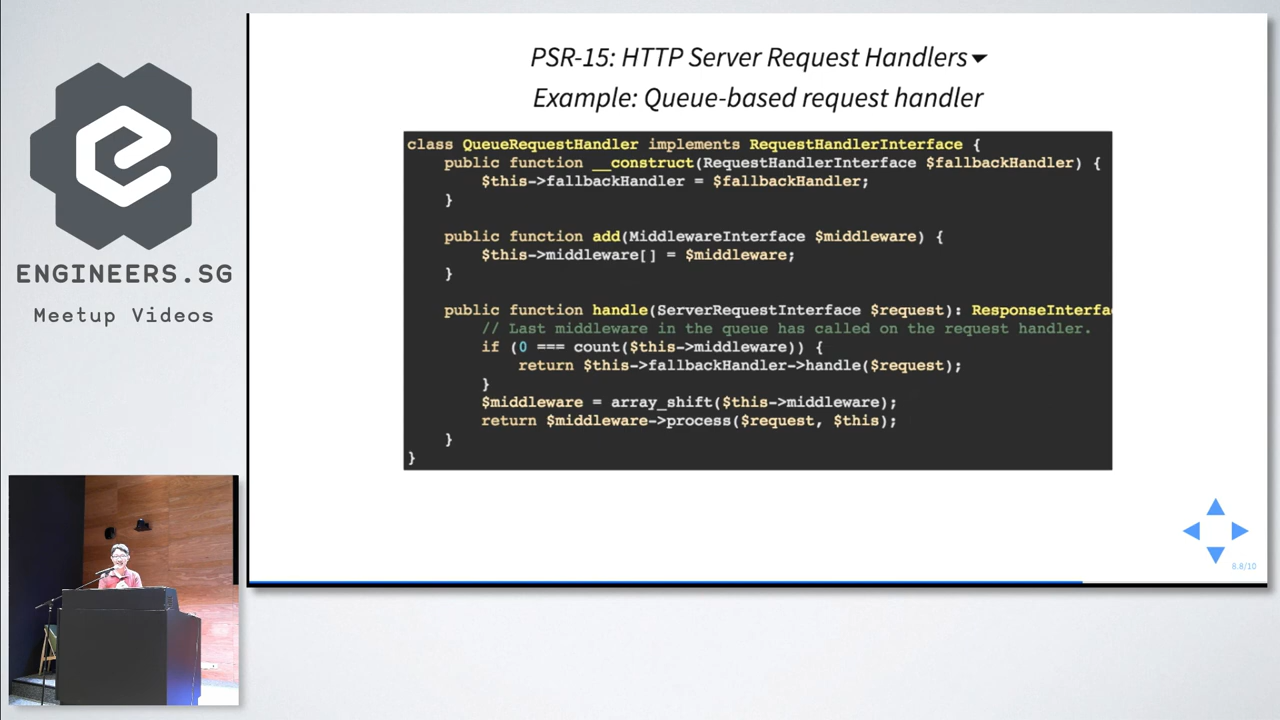 ENGINEERS.SG
Meetup Videos
PSR-15: HTTP Server Request Handlers
Example: Queue-based request handler
class QueueRequestHandler implements RequestHandlerInterface {
    public function __construct(RequestHandlerInterface $fallbackHandler) {
        $this->fallbackHandler = $fallbackHandler;
    }
    public function add(MiddlewareInterface $middleware) {
        $this->middleware[] = $middleware;
    }
    public function handle(ServerRequestInterface $request): ResponseInterfa
        // Last middleware in the queue has called on the request handler.
        if (0 === count($this->middleware)) {
            return $this->fallbackHandler->handle($request);
        }
        $middleware = array_shift($this->middleware);
        return $middleware->process($request, $this);
    }
}
8.8/10